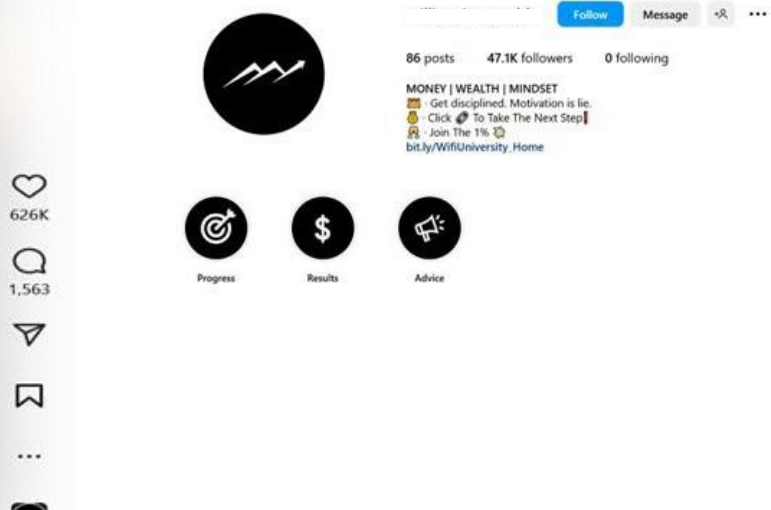 Follow Message
86 posts 47.1K followers 0 following
MONEY | WEALTH | MINDSET
· Get disciplined. Motivation is lie.
· Click To Take The Next Step
· Join The 1%
bit.ly/WifiUniversity_Home
626K
1,563
$
Progress Results Advice